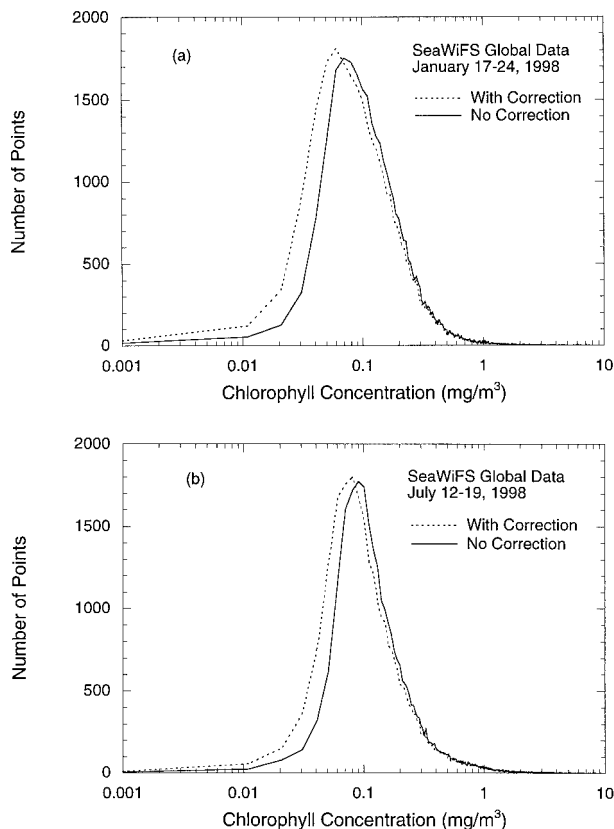 (a)
SeaWiFS Global Data
January 17-24, 1998
With Correction
No Correction
Number of Points
2000
1500
1000
500
0
0.001
0.01
0.1
1
10
Chlorophyll Concentration (mg/m³)
(b)
SeaWiFS Global Data
July 12-19, 1998
With Correction
No Correction
Number of Points
2000
1500
1000
500
0
0.001
0.01
0.1
1
10
Chlorophyll Concentration (mg/m³)